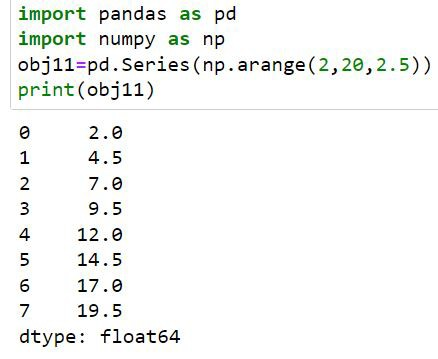 import pandas as pd
import numpy as np
obj11=pd.Series(np.arange(2,20,2.5))
print(obj11)
0     2.0
1     4.5
2     7.0
3     9.5
4    12.0
5    14.5
6    17.0
7    19.5
dtype: float64